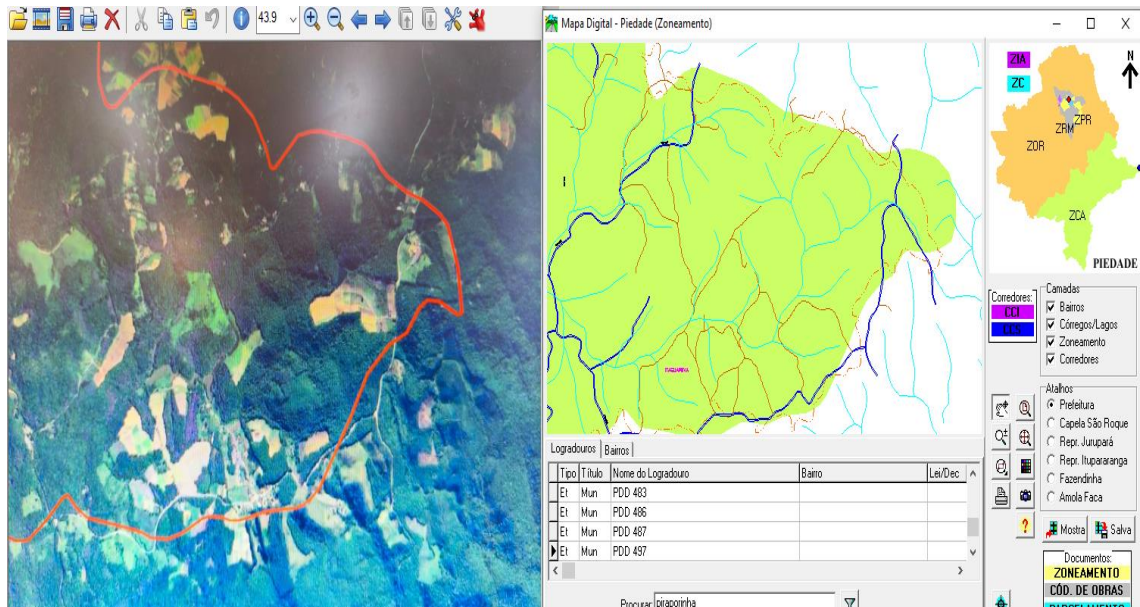 43.9
Mapa Digital - Piedade (Zoneamento)
ZIA
ZC
N
ZPR
ZRM
ZOR
ZCA
PIEDADE
Corredores:
CCI
CCS
Camadas
Bairros
Córregos/Lagos
Zoneamento
Corredores
Atalhos
Prefeitura
Capela São Roque
Repr. Jurupará
Repr. Itupararanga
Fazendinha
Amola Faca
Mostra
Salva
Documentos:
ZONEAMENTO
CÓD. DE OBRAS
PARCELAMENTO
Logradouros Bairros
Tipo Título Nome do Logradouro Bairro Lei/Dec
Et Mun PDD 483
Et Mun PDD 486
Et Mun PDD 487
Et Mun PDD 497
Procurar piraporinha